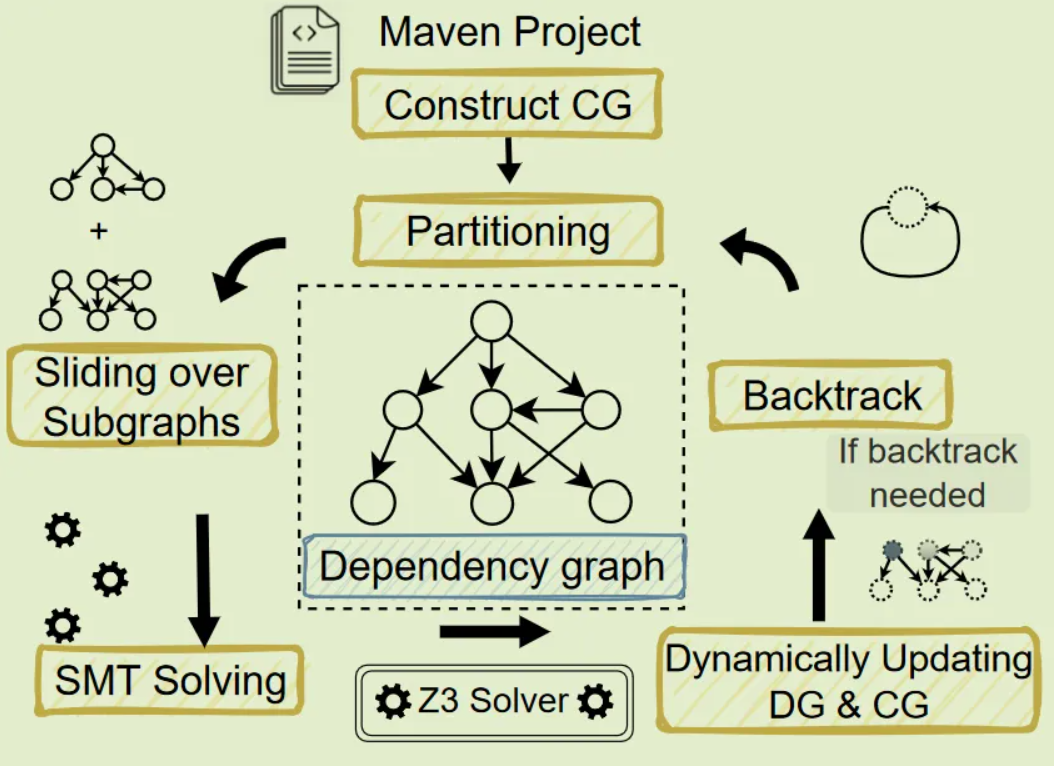 Maven Project
Construct CG
Partitioning
+
Sliding over
Subgraphs
Dependency graph
Backtrack
If backtrack
needed
SMT Solving
Z3 Solver
Dynamically Updating
DG & CG